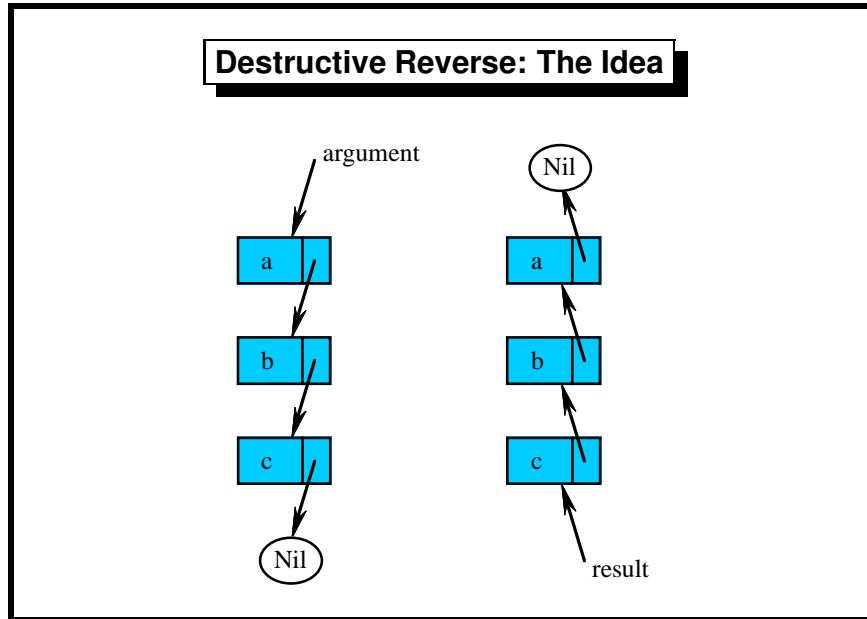 Destructive Reverse: The Idea
argument
Nil
a
a
b
b
c
c
Nil
result